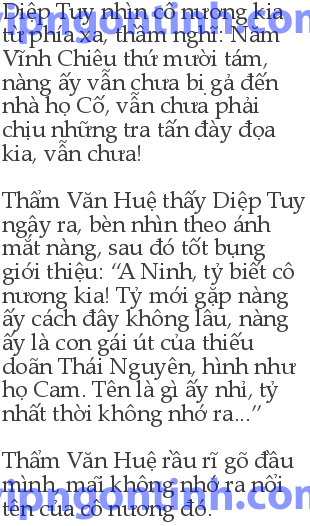 Diệp Tuy nhìn cô nương kia
từ phía xa, thầm nghĩ: Năm
Vĩnh Chiêu thứ mười tám,
nàng ấy vẫn chưa bị gả đến
nhà họ Cố, vẫn chưa phải
chịu những tra tấn đày đọa
kia, vẫn chưa!
Thẩm Văn Huệ thấy Diệp Tuy
ngây ra, bèn nhìn theo ánh
mắt nàng, sau đó tốt bụng
giới thiệu: “A Ninh, tỷ biết cô
nương kia! Tỷ mới gặp nàng
ấy cách đây không lâu, nàng
ấy là con gái út của thiếu
doãn Thái Nguyên, hình như
họ Cam. Tên là gì ấy nhỉ, tỷ
nhất thời không nhớ ra...”
Thẩm Văn Huệ rầu rĩ gõ đầu
mình, mãi không nhớ ra nổi
tên của cô nương đó.
vipngontinh.com
vipngontinh.com